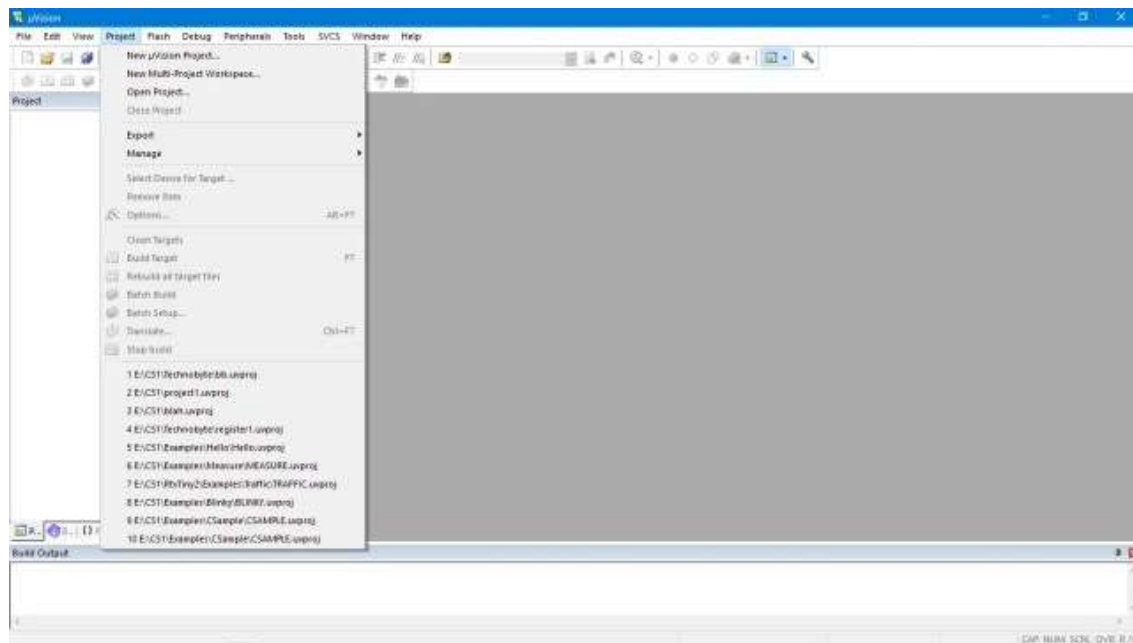 µVision
File Edit View Project Flash Debug Peripherals Tools SVCS Window Help
New µVision Project...
New Multi-Project Workspace...
Open Project...
Close Project
Export
Manage
Select Device for Target ...
Remove Item
Options... Alt+F7
Clean Targets
Build Target F7
Rebuild all target files
Batch Build
Batch Setup...
Translate... Ctrl+F7
Stop build
1 E:\C51\Technobyte\bb.uvproj
2 E:\C51\project1.uvproj
3 E:\C51\blah.uvproj
4 E:\C51\Technobyte\register1.uvproj
5 E:\C51\Examples\Hello\Hello.uvproj
6 E:\C51\Examples\Measure\MEASURE.uvproj
7 E:\C51\RtxTiny2\Examples\Traffic\TRAFFIC.uvproj
8 E:\C51\Examples\Blinky\BLINKY.uvproj
9 E:\C51\Examples\CSample\CSAMPLE.uvproj
10 E:\C51\Examples\CSample\CSAMPLE.uvproj
Project
Build Output
CAP NUM SCRL OVR R